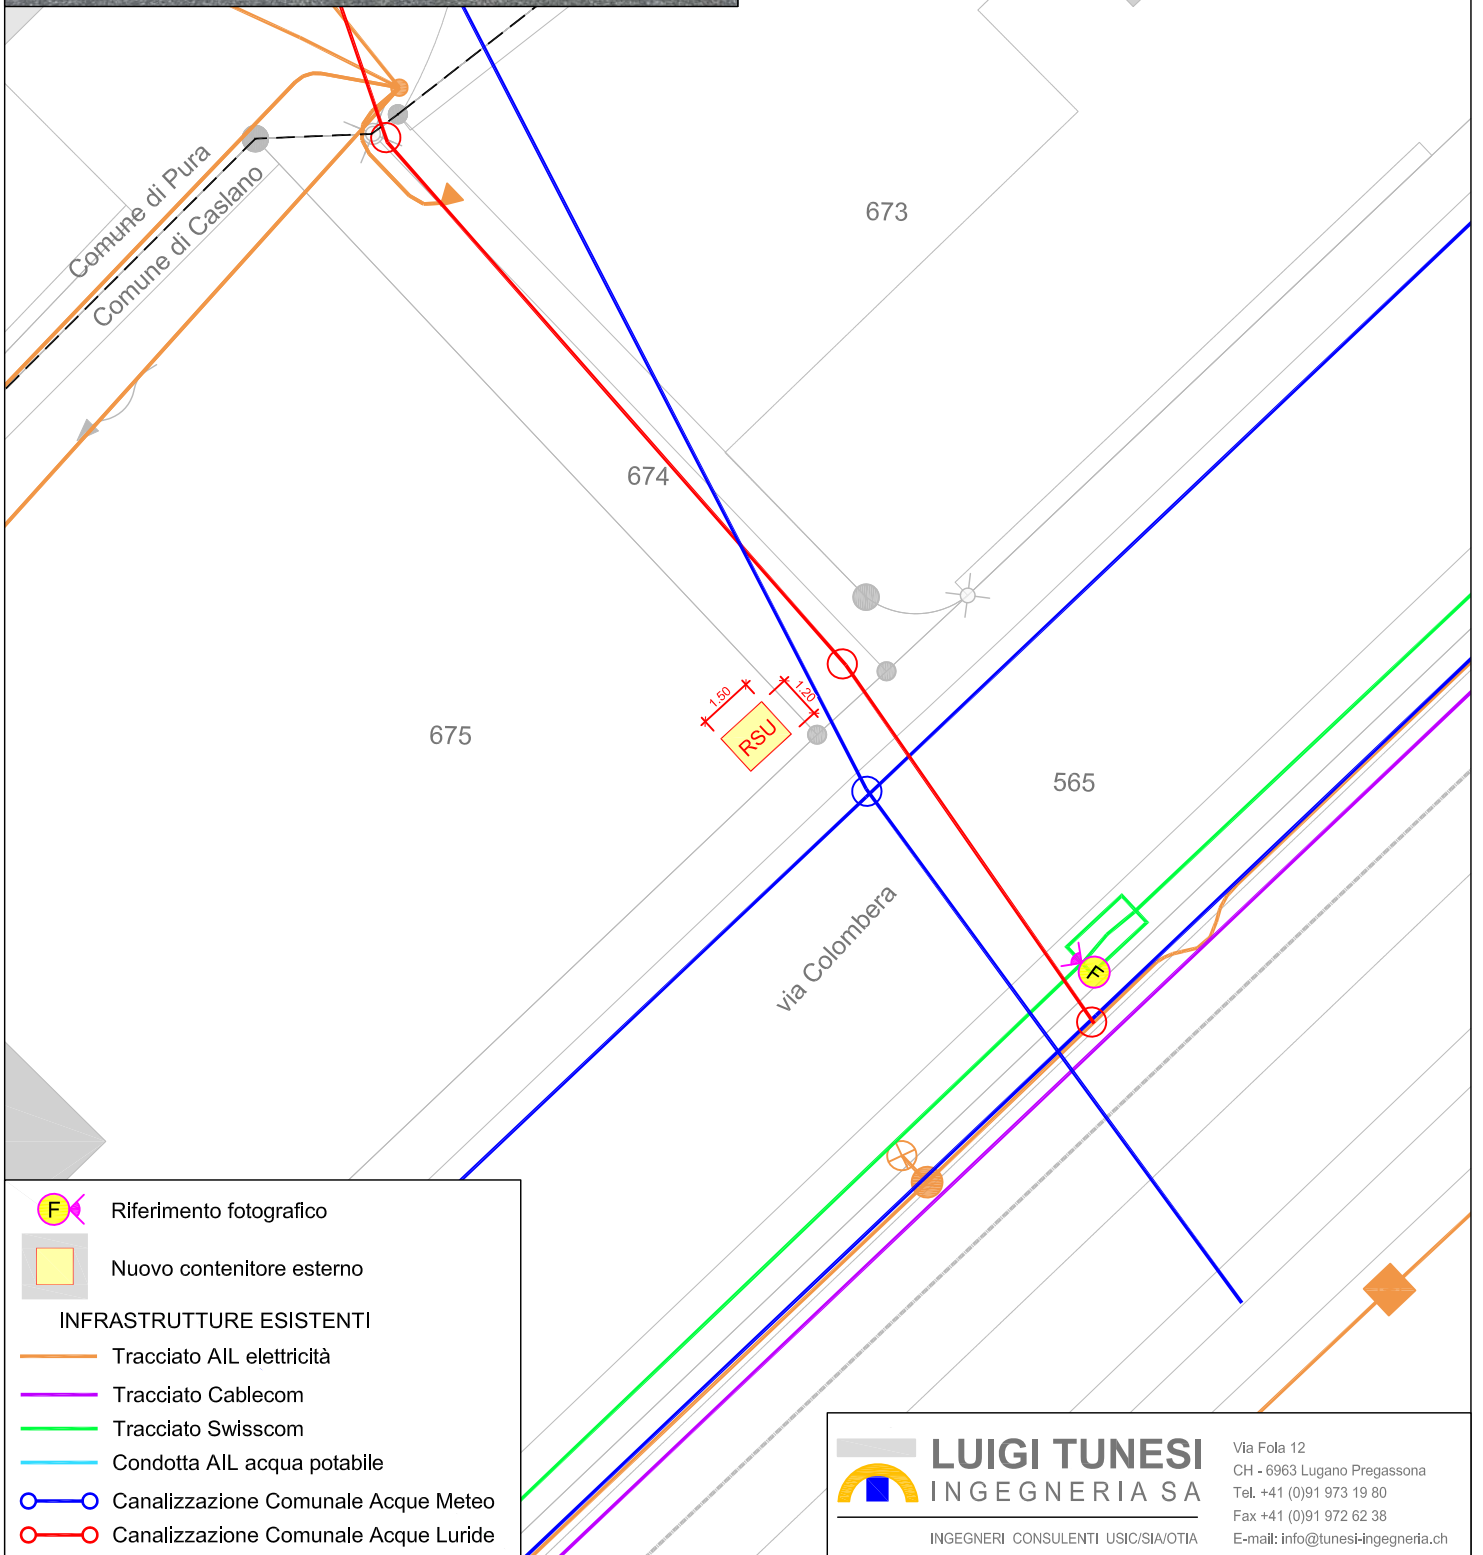 Comune di Pura
Comune di Caslano
673
674
675
1.50
1.20
RSU
565
via Colombera
F
F Riferimento fotografico
Nuovo contenitore esterno
INFRASTRUTTURE ESISTENTI
Tracciato AIL elettricità
Tracciato Cablecom
Tracciato Swisscom
Condotta AIL acqua potabile
Canalizzazione Comunale Acque Meteo
Canalizzazione Comunale Acque Luride
LUIGI TUNESI
INGEGNERIA SA
INGEGNERI CONSULENTI USIC/SIA/OTIA
Via Fola 12
CH - 6963 Lugano Pregassona
Tel. +41 (0)91 973 19 80
Fax +41 (0)91 972 62 38
E-mail: info@tunesi-ingegneria.ch